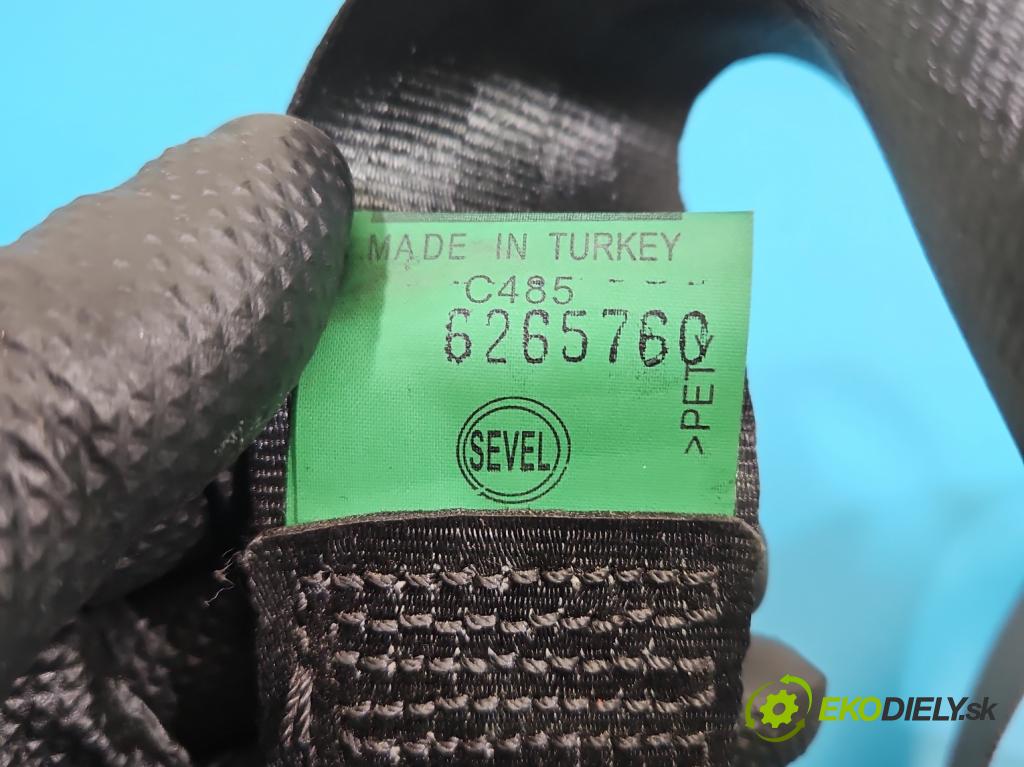 MADE IN TURKEY
C485
6265760
>PET<
SEVEL
EKODIELY.sk